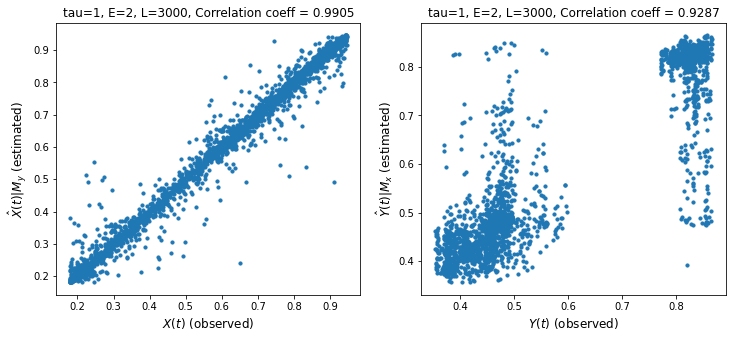 tau=1, E=2, L=3000, Correlation coeff = 0.9905
0.9
0.8
0.7
0.6
0.5
0.4
0.3
0.2
X̂(t)|M_y (estimated)
0.2 0.3 0.4 0.5 0.6 0.7 0.8 0.9
X(t) (observed)
tau=1, E=2, L=3000, Correlation coeff = 0.9287
0.8
0.7
0.6
0.5
0.4
Ŷ(t)|M_x (estimated)
0.4 0.5 0.6 0.7 0.8
Y(t) (observed)